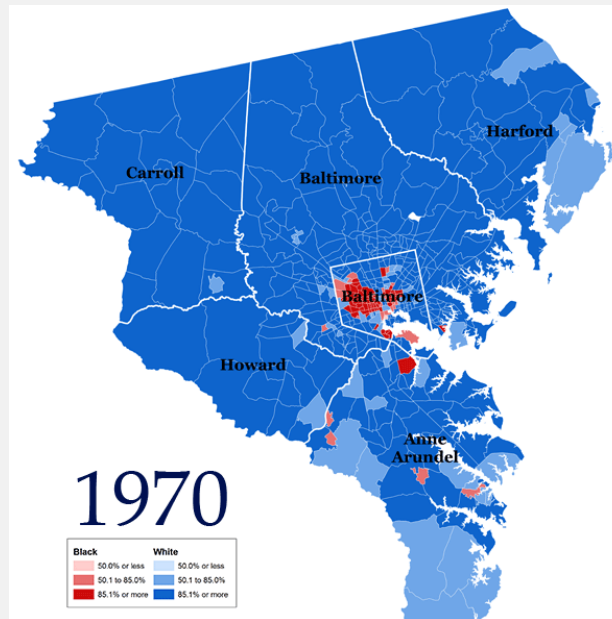 Harford
Carroll
Baltimore
Baltimore
Howard
Anne
Arundel
1970
Black White
50.0% or less 50.0% or less
50.1 to 85.0% 50.1 to 85.0%
85.1% or more 85.1% or more